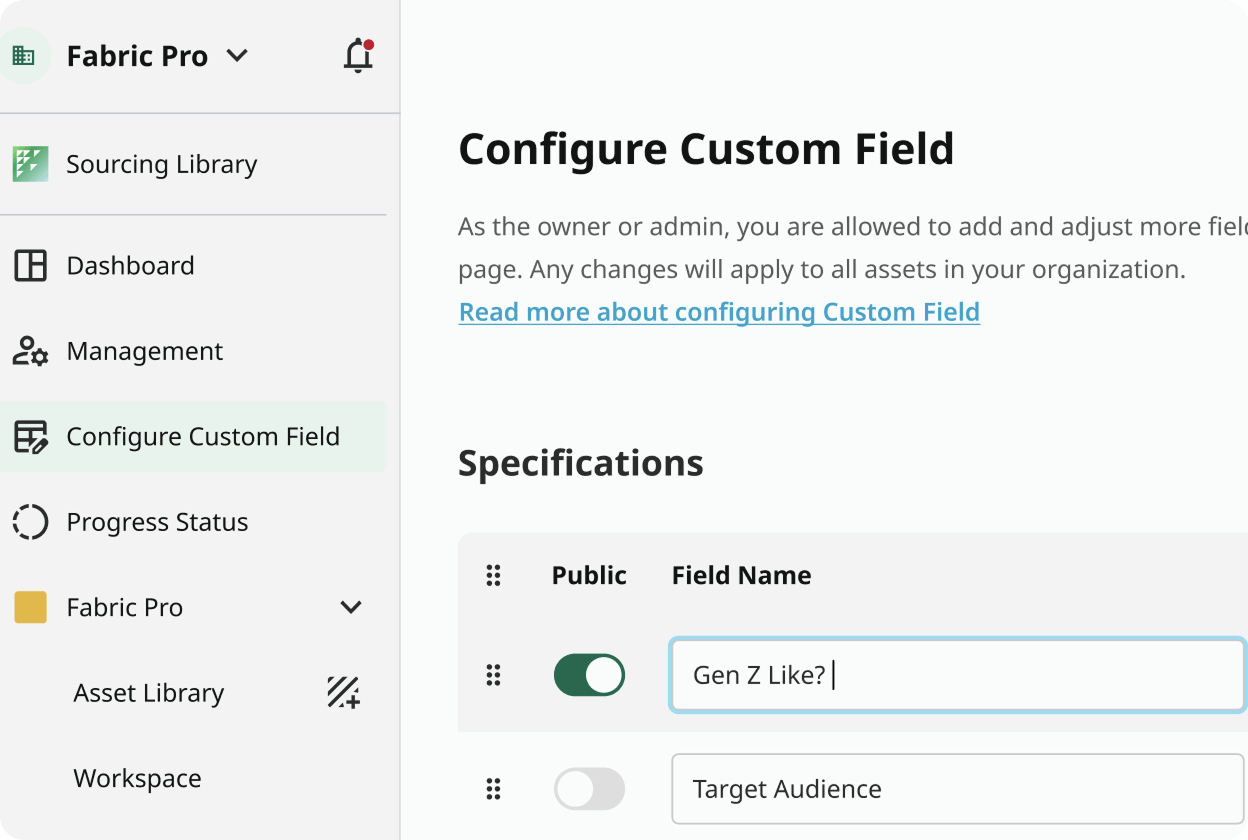 Fabric Pro
Sourcing Library
Dashboard
Management
Configure Custom Field
Progress Status
Fabric Pro
Asset Library
Workspace
Configure Custom Field
As the owner or admin, you are allowed to add and adjust more
page. Any changes will apply to all assets in your organization.
Read more about configuring Custom Field
Specifications
Public Field Name
Gen Z Like?
Target Audience